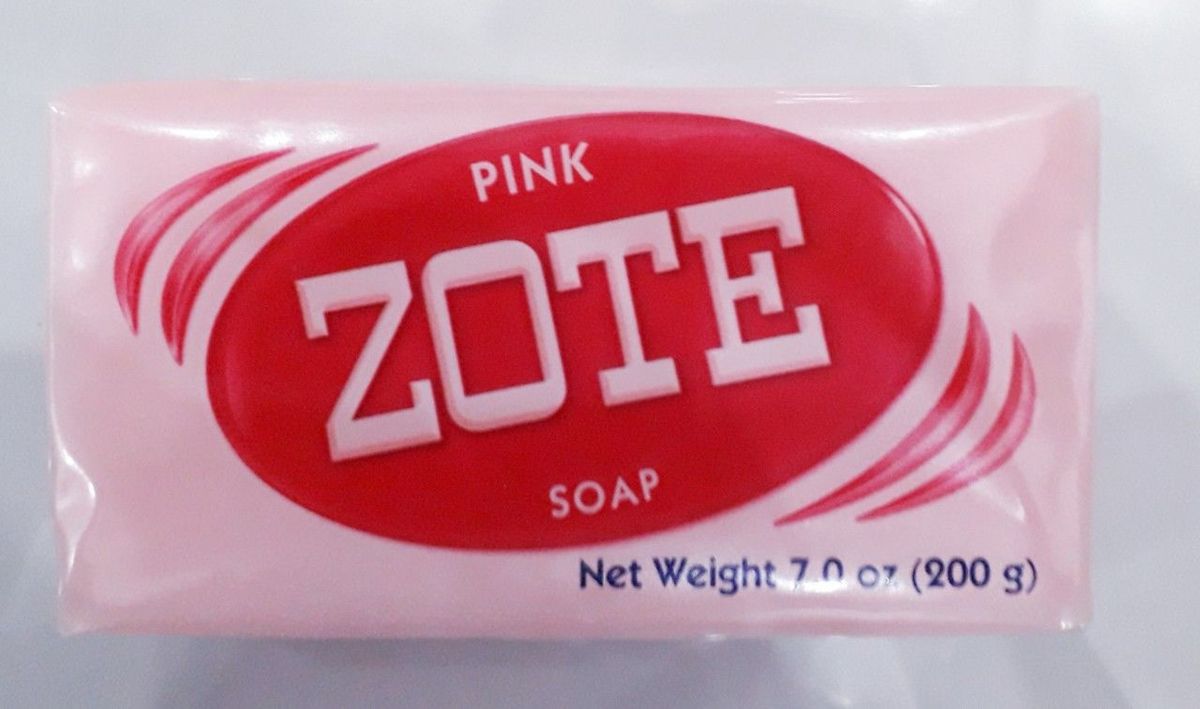 PINK
ZOTE
SOAP
Net Weight 7.0 oz (200 g)